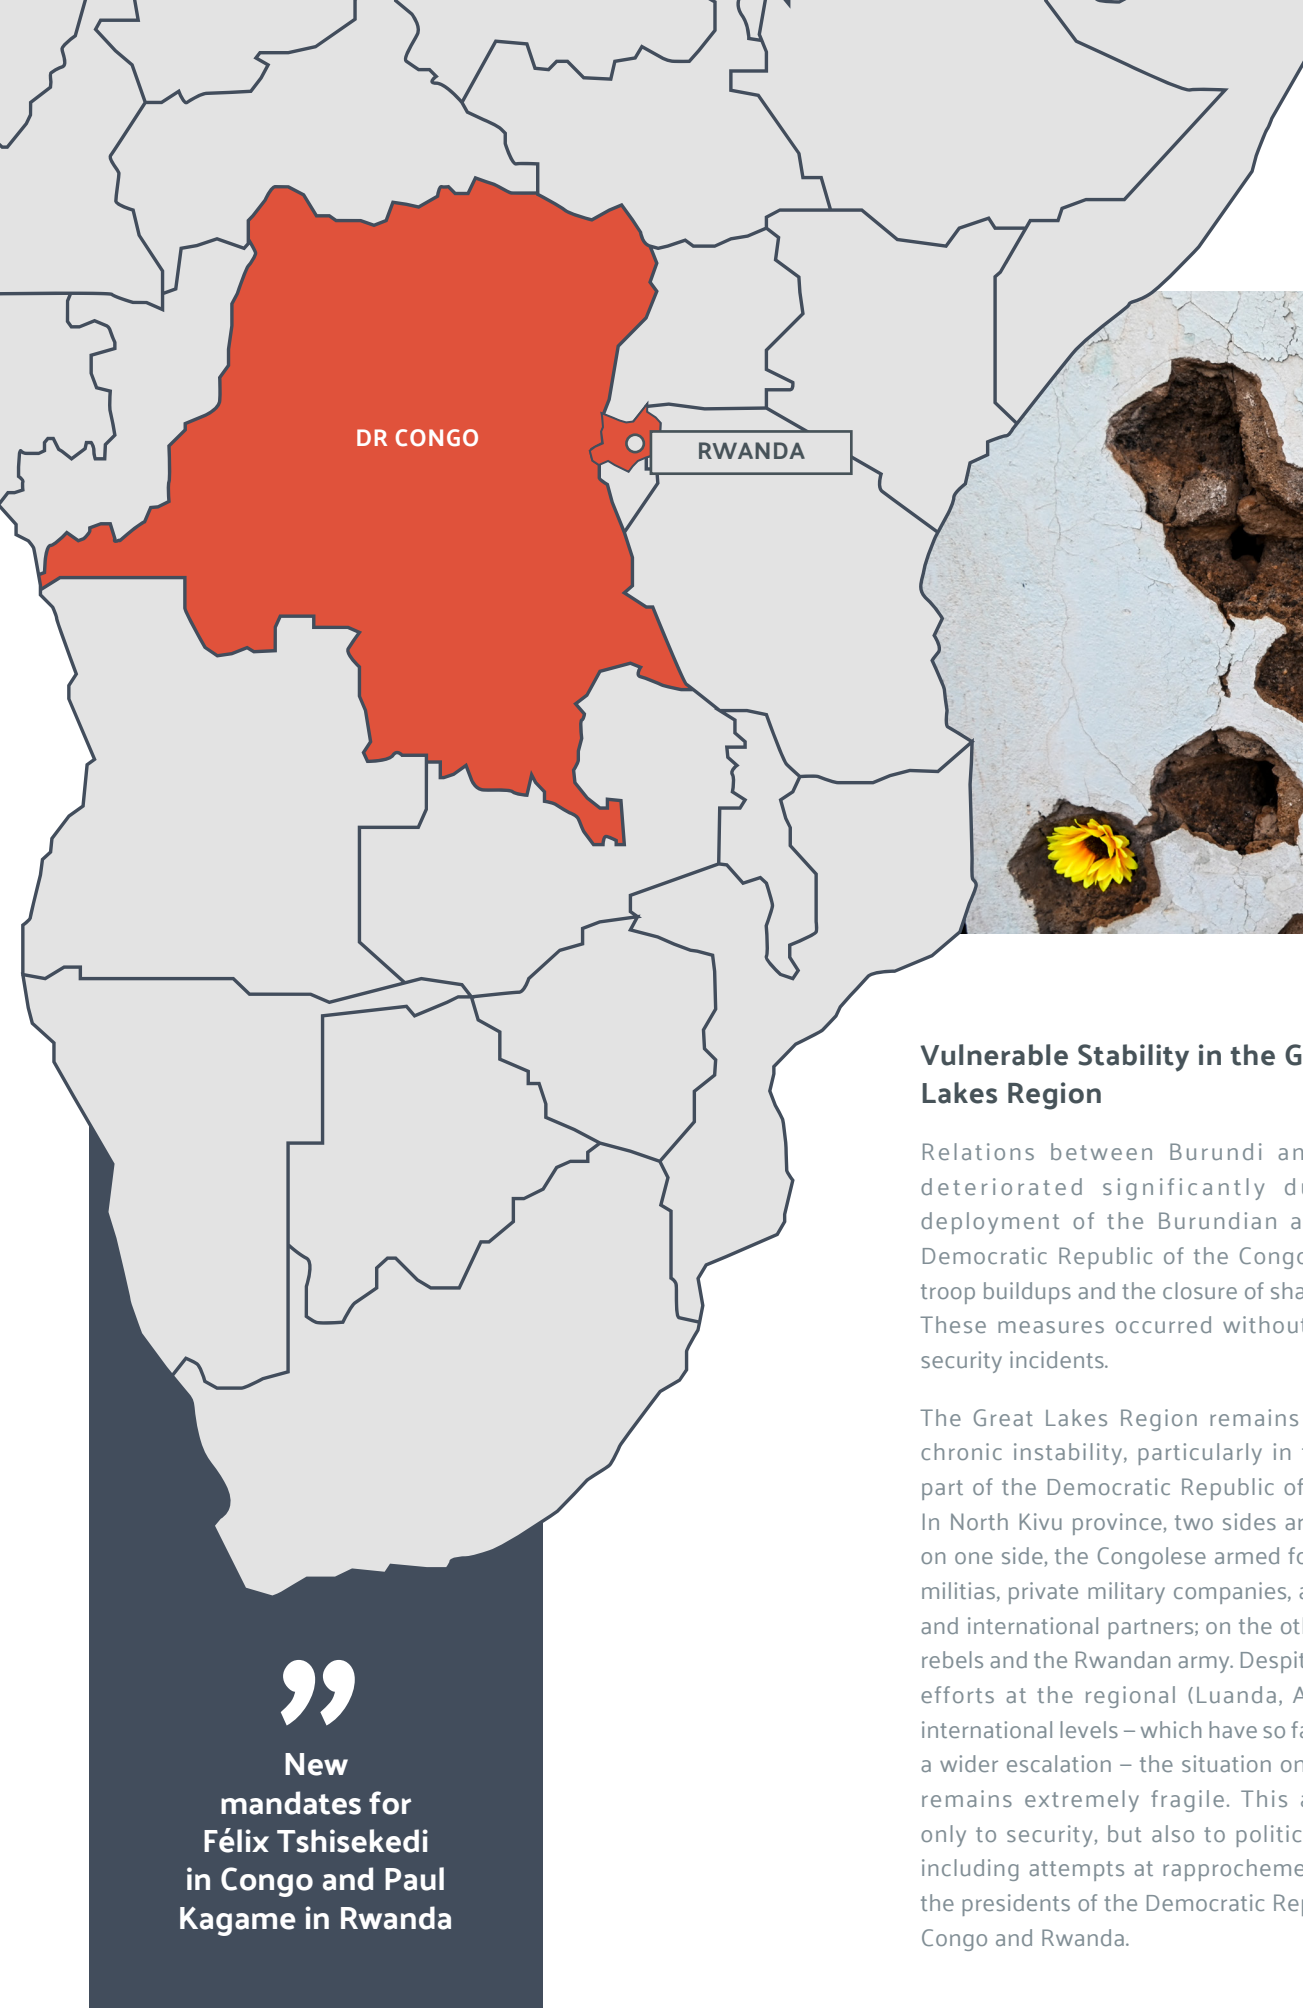 DR CONGO
RWANDA
Vulnerable Stability in the G
Lakes Region
Relations between Burundi an
deteriorated significantly du
deployment of the Burundian a
Democratic Republic of the Congo
troop buildups and the closure of sha
These measures occurred without
security incidents.
The Great Lakes Region remains
chronic instability, particularly in
part of the Democratic Republic of
In North Kivu province, two sides ar
on one side, the Congolese armed fo
militias, private military companies, a
and international partners; on the oth
rebels and the Rwandan army. Despit
efforts at the regional (Luanda, A
international levels – which have so fa
a wider escalation – the situation on
remains extremely fragile. This a
only to security, but also to politic
including attempts at rapprocheme
the presidents of the Democratic Rep
Congo and Rwanda.
”
New
mandates for
Félix Tshisekedi
in Congo and Paul
Kagame in Rwanda